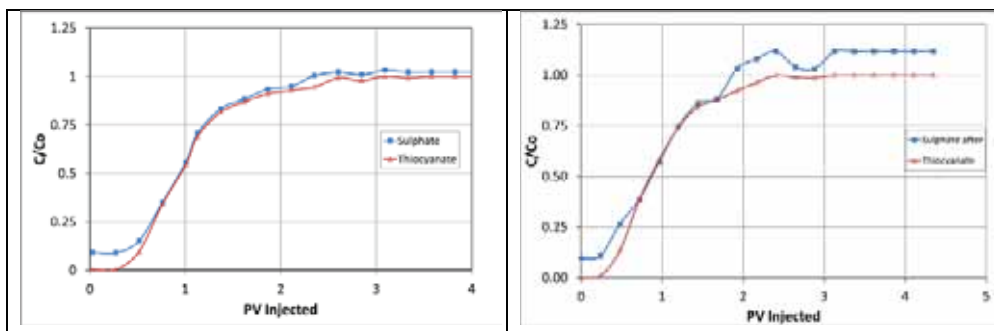 1.25
1
0.75
0.5
0.25
0
C/Co
0 1 2 3 4
PV Injected
Sulphate
Thiocyanate
1.25
1.00
0.75
0.50
0.25
0.00
C/Co
0 1 2 3 4 5
PV Injected
Sulphate after
Thiocyanate